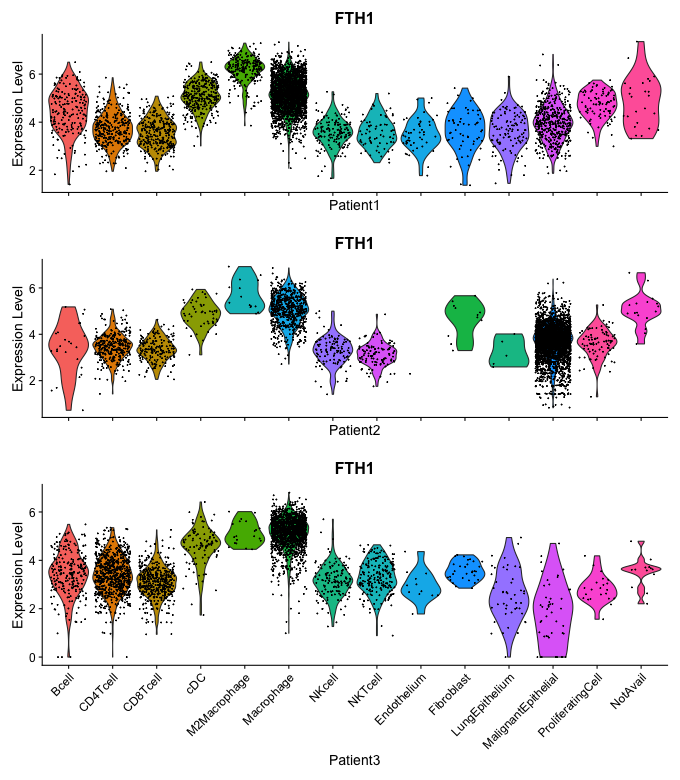 FTH1
Expression Level
6
4
2
Patient1
FTH1
Expression Level
6
4
2
Patient2
FTH1
Expression Level
6
4
2
0
Bcell
CD4Tcell
CD8Tcell
cDC
M2Macrophage
Macrophage
NKcell
NKTcell
Endothelium
Fibroblast
LungEpithelium
MalignantEpithelial
ProliferatingCell
NotAvail
Patient3